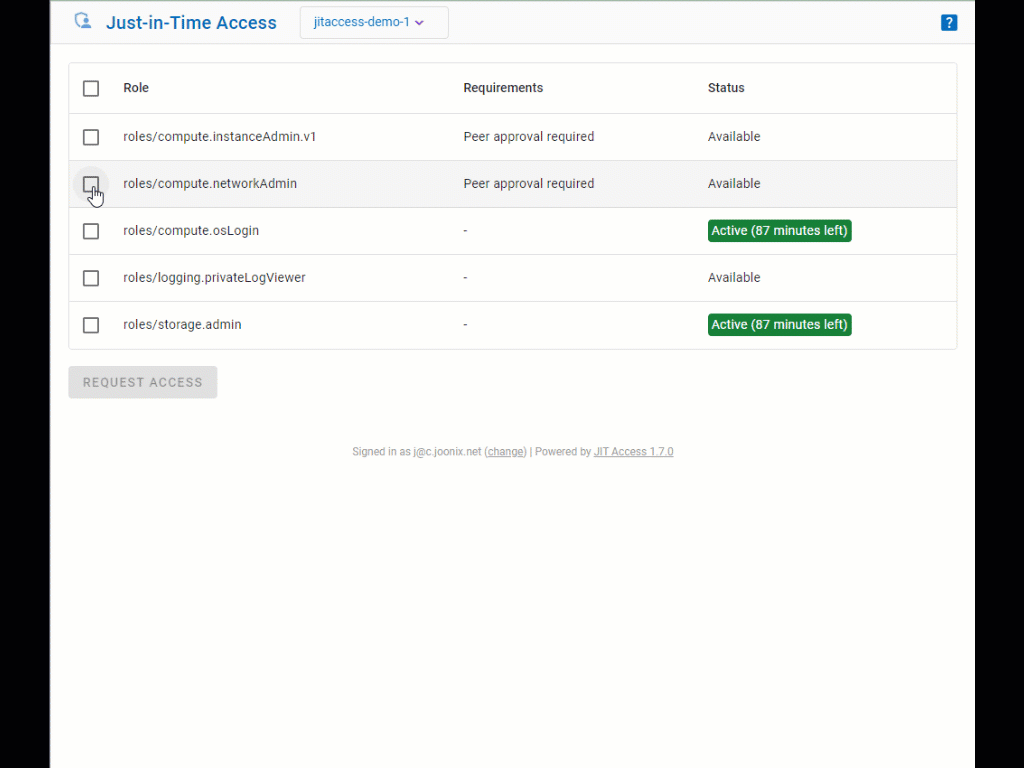 Just-in-Time Access jitaccess-demo-1 ?
Role Requirements Status
roles/compute.instanceAdmin.v1 Peer approval required Available
roles/compute.networkAdmin Peer approval required Available
roles/compute.osLogin - Active (87 minutes left)
roles/logging.privateLogViewer - Available
roles/storage.admin - Active (87 minutes left)
REQUEST ACCESS
Signed in as j@c.joonix.net (change) | Powered by JIT Access 1.7.0